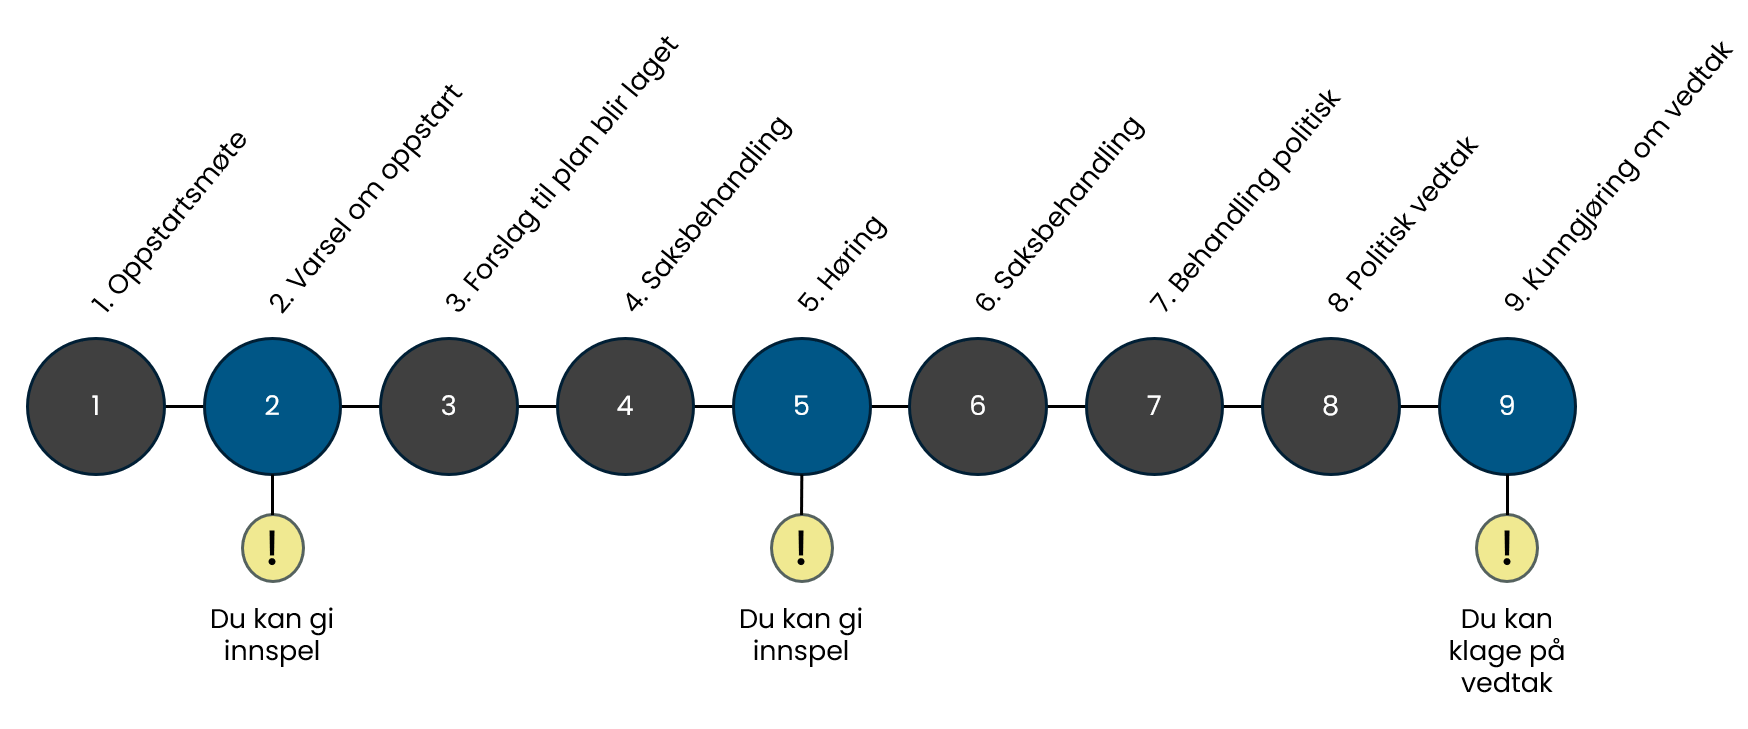 1. Oppstartsmøte
2. Varsel om oppstart
3. Forslag til plan blir laget
4. Saksbehandling
5. Høring
6. Saksbehandling
7. Behandling politisk
8. Politisk vedtak
9. Kunngjøring om vedtak
1
2
3
4
5
6
7
8
9
!
!
!
Du kan gi
innspel
Du kan gi
innspel
Du kan
klage på
vedtak